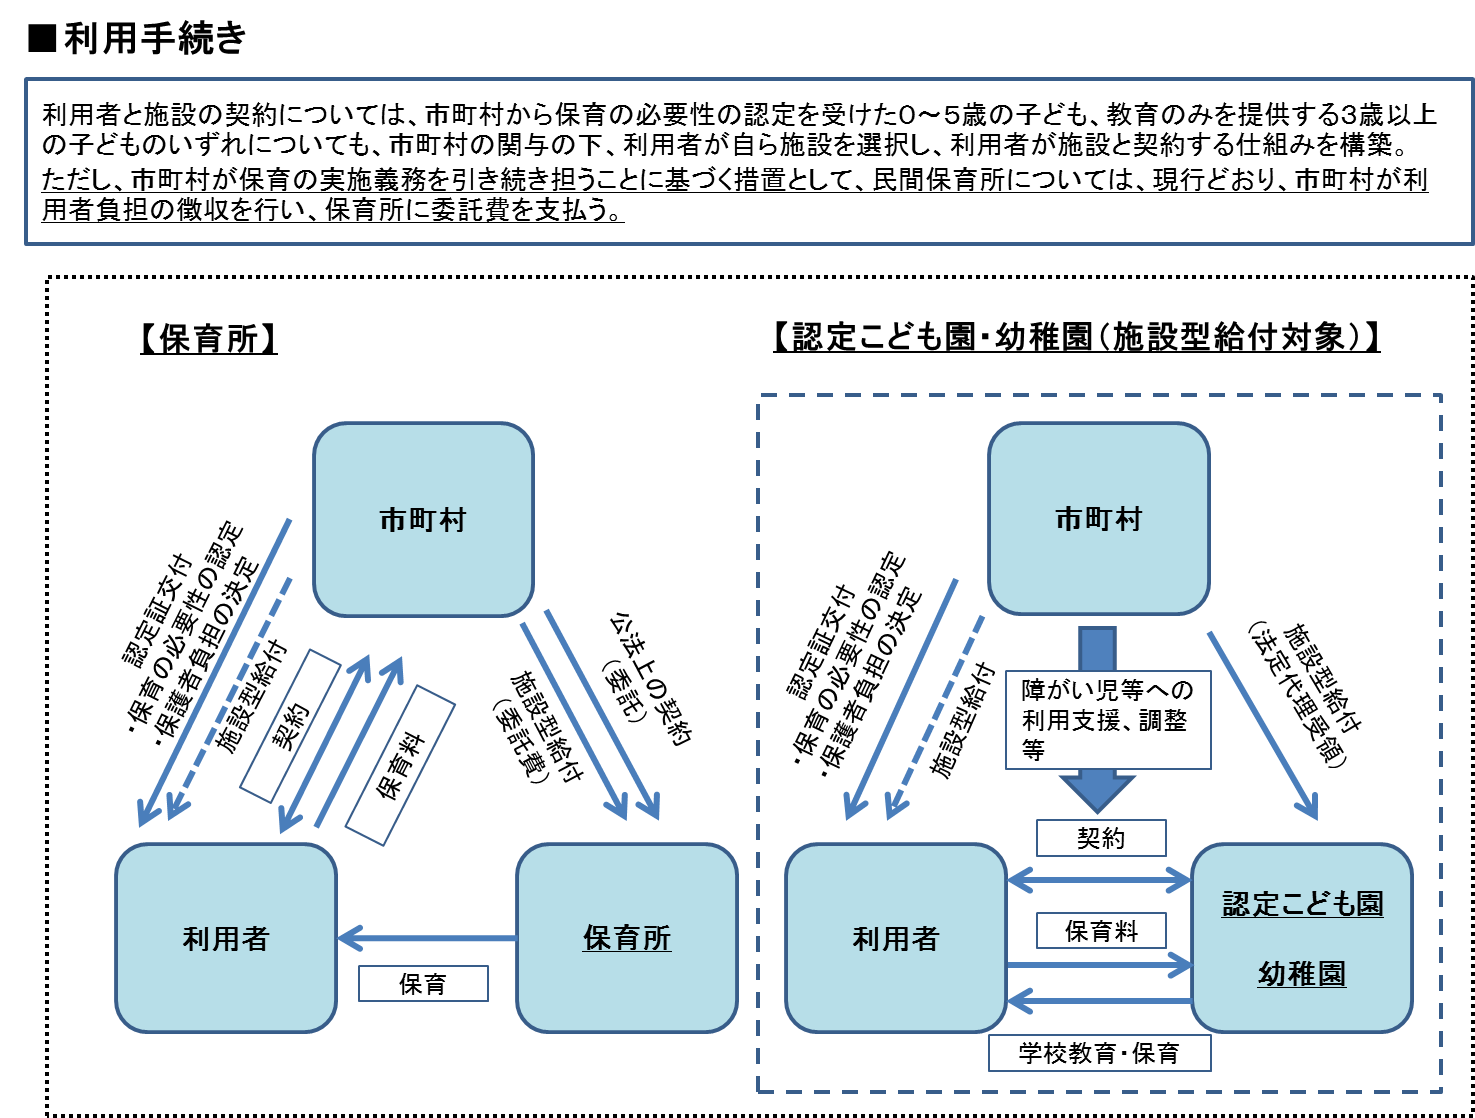 ■利用手続き
利用者と施設の契約については、市町村から保育の必要性の認定を受けた０～５歳の子ども、教育のみを提供する３歳以上
の子どものいずれについても、市町村の関与の下、利用者が自ら施設を選択し、利用者が施設と契約する仕組みを構築。
ただし、市町村が保育の実施義務を引き続き担うことに基づく措置として、民間保育所については、現行どおり、市町村が利
用者負担の徴収を行い、保育所に委託費を支払う。
【保育所】
市町村
認定証交付
・保育の必要性の認定
・保護者負担の決定
施設型給付
契約
保育料
施設型給付
（委託費）
公法上の契約
（委託）
利用者
保育所
保育
【認定こども園・幼稚園（施設型給付対象）】
市町村
認定証交付
・保育の必要性の認定
・保護者負担の決定
施設型給付
障がい児等への
利用支援、調整
等
施設型給付
（法定代理受領）
契約
利用者
保育料
認定こども園
幼稚園
学校教育・保育